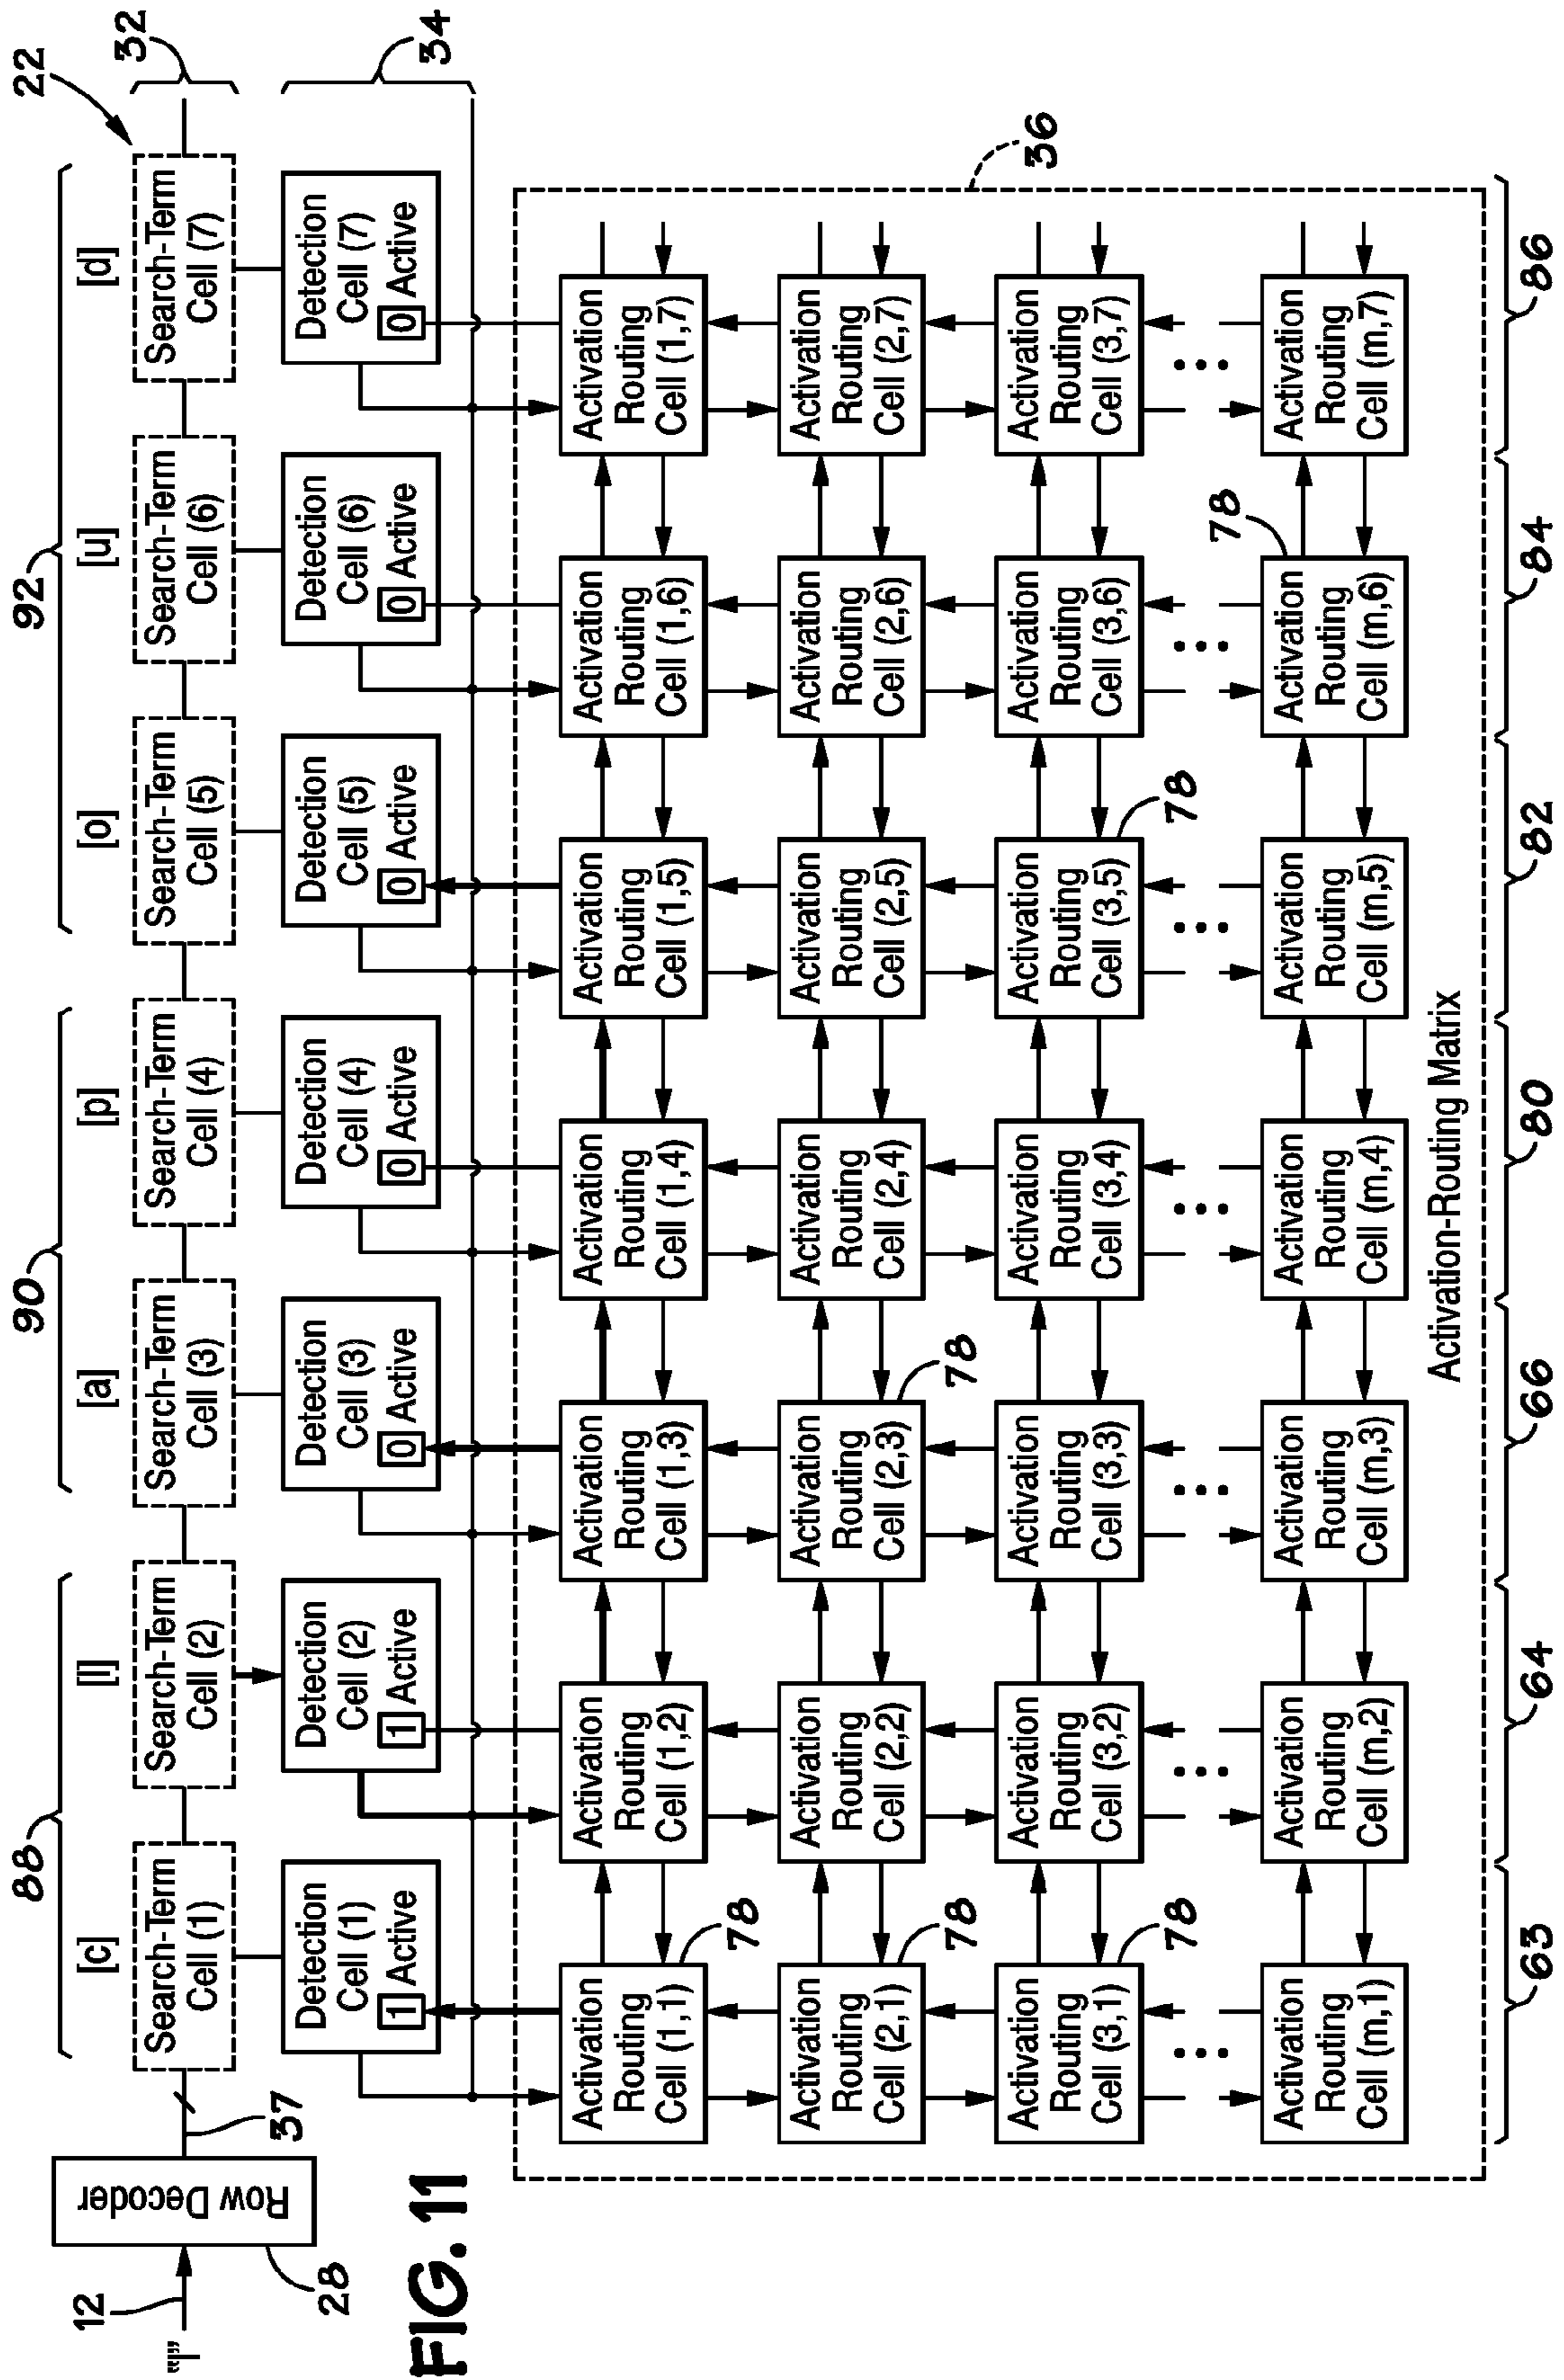 88 90 92 22
[c] [l] [a] [p] [o] [u] [d]
12
"l"
Row Decoder
28
37
Search-Term
Cell (1)
Search-Term
Cell (2)
Search-Term
Cell (3)
Search-Term
Cell (4)
Search-Term
Cell (5)
Search-Term
Cell (6)
Search-Term
Cell (7)
32
Detection
Cell (1)
1 Active
Detection
Cell (2)
1 Active
Detection
Cell (3)
0 Active
Detection
Cell (4)
0 Active
Detection
Cell (5)
0 Active
Detection
Cell (6)
0 Active
Detection
Cell (7)
0 Active
34
FIG. 11
Activation
Routing
Cell (1,1)
78
Activation
Routing
Cell (1,2)
Activation
Routing
Cell (1,3)
Activation
Routing
Cell (1,4)
Activation
Routing
Cell (1,5)
Activation
Routing
Cell (1,6)
Activation
Routing
Cell (1,7)
Activation
Routing
Cell (2,1)
78
Activation
Routing
Cell (2,2)
Activation
Routing
Cell (2,3)
78
Activation
Routing
Cell (2,4)
Activation
Routing
Cell (2,5)
Activation
Routing
Cell (2,6)
Activation
Routing
Cell (2,7)
36
Activation
Routing
Cell (3,1)
78
Activation
Routing
Cell (3,2)
Activation
Routing
Cell (3,3)
Activation
Routing
Cell (3,4)
Activation
Routing
Cell (3,5)
78
Activation
Routing
Cell (3,6)
Activation
Routing
Cell (3,7)
Activation
Routing
Cell (m,1)
Activation
Routing
Cell (m,2)
Activation
Routing
Cell (m,3)
Activation
Routing
Cell (m,4)
Activation
Routing
Cell (m,5)
78
Activation
Routing
Cell (m,6)
Activation
Routing
Cell (m,7)
Activation-Routing Matrix
63 64 66 80 82 84 86